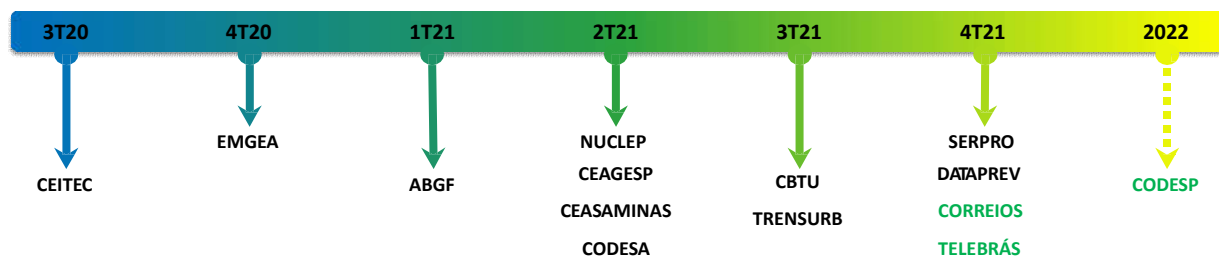 3T20 4T20 1T21 2T21 3T21 4T21 2022
EMGEA NUCLEP SERPRO
CEITEC ABGF CEAGESP CBTU DATAPREV CODESP
CEASAMINAS TRENSURB CORREIOS
CODESA TELEBRÁS